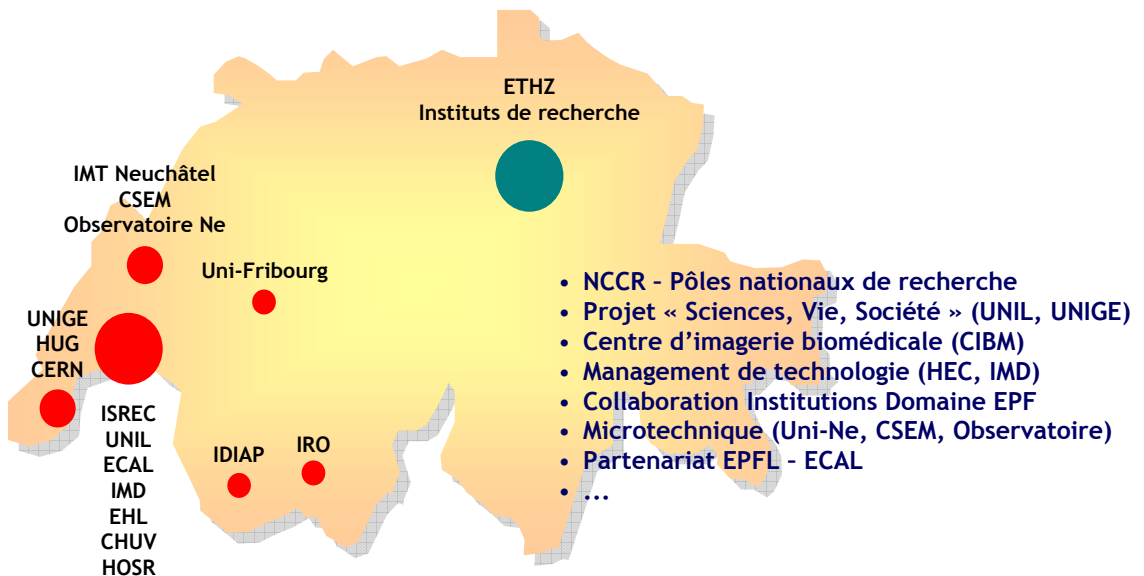 ETHZ
Instituts de recherche
IMT Neuchâtel
CSEM
Observatoire Ne
Uni-Fribourg
UNIGE
HUG
CERN
ISREC
UNIL
ECAL
IMD
EHL
CHUV
HOSR
IDIAP
IRO
• NCCR – Pôles nationaux de recherche
• Projet « Sciences, Vie, Société » (UNIL, UNIGE)
• Centre d’imagerie biomédicale (CIBM)
• Management de technologie (HEC, IMD)
• Collaboration Institutions Domaine EPF
• Microtechnique (Uni-Ne, CSEM, Observatoire)
• Partenariat EPFL – ECAL
• ...